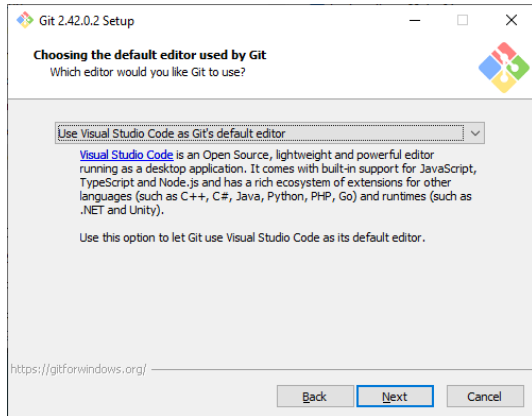 Git 2.42.0.2 Setup
Choosing the default editor used by Git
Which editor would you like Git to use?
Use Visual Studio Code as Git's default editor
Visual Studio Code is an Open Source, lightweight and powerful editor
running as a desktop application. It comes with built-in support for JavaScript,
TypeScript and Node.js and has a rich ecosystem of extensions for other
languages (such as C++, C#, Java, Python, PHP, Go) and runtimes (such as
.NET and Unity).
Use this option to let Git use Visual Studio Code as its default editor.
https://gitforwindows.org/
Back Next Cancel